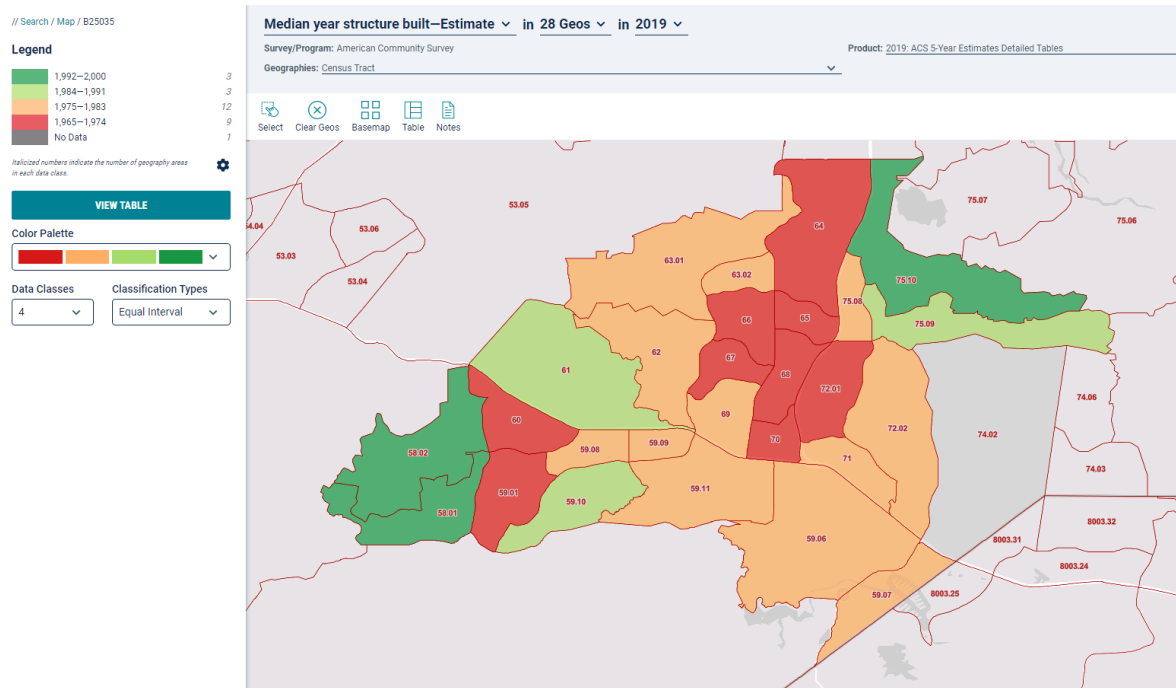 // Search / Map / B25035
Legend
1,992—2,000 3
1,984—1,991 3
1,975—1,983 12
1,965—1,974 9
No Data 1
Italicized numbers indicate the number of geography areas
in each data class.
VIEW TABLE
Color Palette
Data Classes
4
Classification Types
Equal Interval
Median year structure built—Estimate in 28 Geos in 2019
Survey/Program: American Community Survey
Product: 2019: ACS 5-Year Estimates Detailed Tables
Geographies: Census Tract
Select
Clear Geos
Basemap
Table
Notes
53.05
75.07
75.06
54.04
53.06
64
53.03
63.01
53.04
63.02
75.10
75.08
66
65
75.09
62
67
61
68
72.01
74.06
69
60
72.02
74.02
70
59.09
59.08
58.02
71
74.03
59.01
59.11
59.10
58.01
8003.32
59.06
8003.31
8003.24
59.07
8003.25